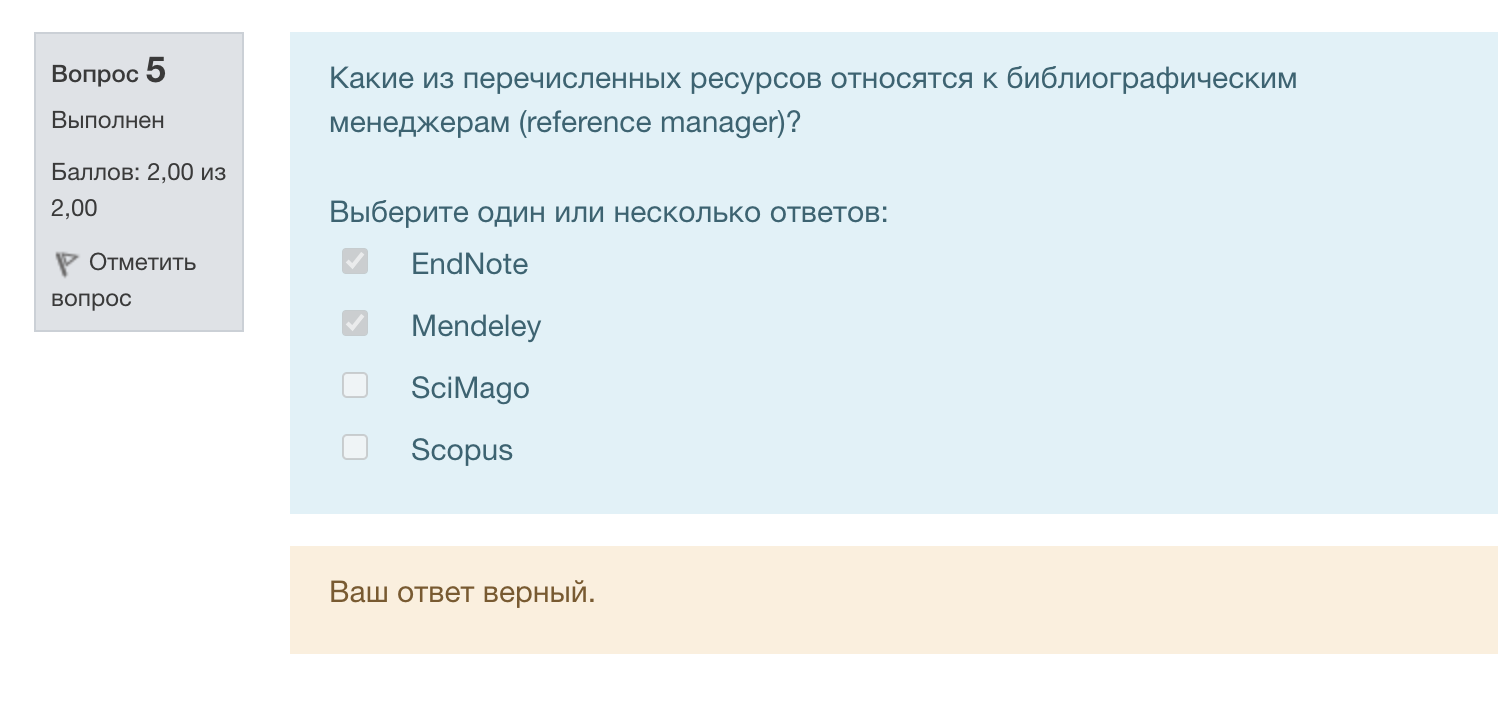 Вопрос 5
Выполнен
Баллов: 2,00 из
2,00
Отметить
вопрос
Какие из перечисленных ресурсов относятся к библиографическим
менеджерам (reference manager)?
Выберите один или несколько ответов:
EndNote
Mendeley
SciMago
Scopus
Ваш ответ верный.